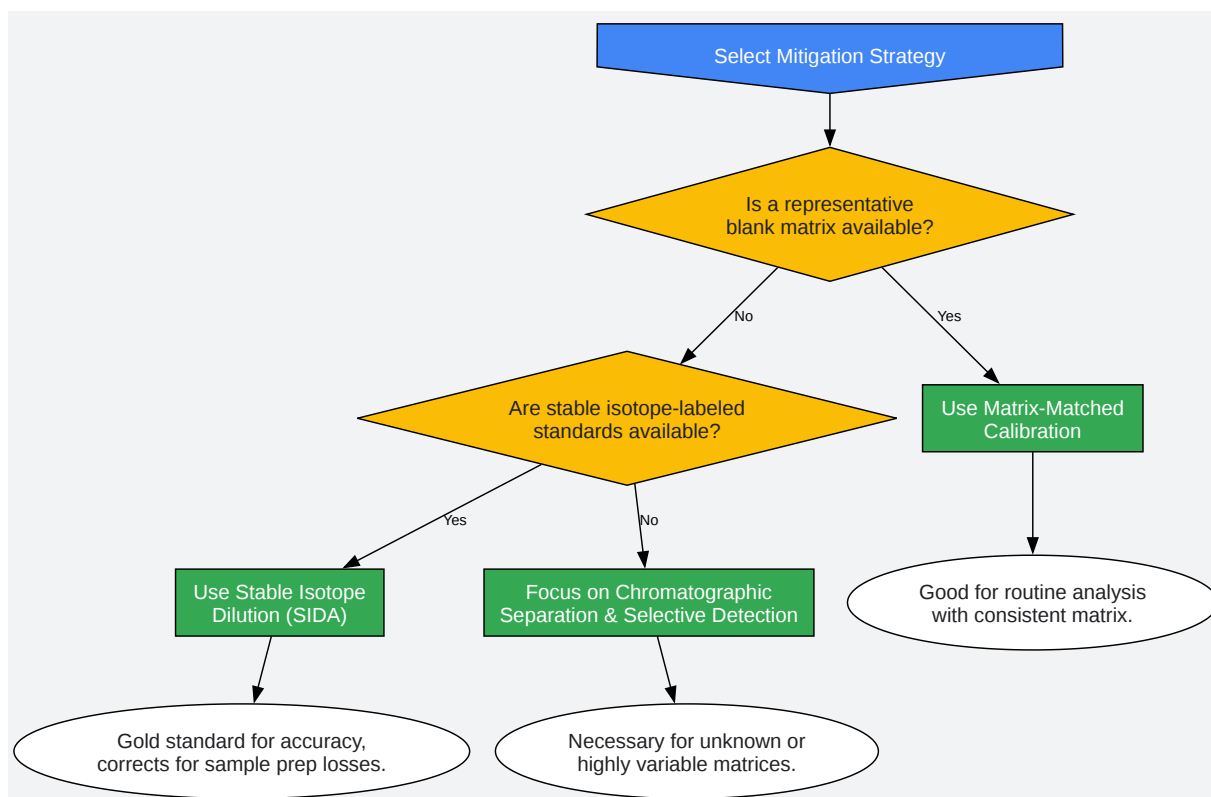 Select Mitigation Strategy
Is a representative
blank matrix available?
No
Yes
Are stable isotope-labeled
standards available?
Use Matrix-Matched
Calibration
Yes
No
Use Stable Isotope
Dilution (SIDA)
Focus on Chromatographic
Separation & Selective Detection
Good for routine analysis
with consistent matrix.
Gold standard for accuracy,
corrects for sample prep losses.
Necessary for unknown or
highly variable matrices.